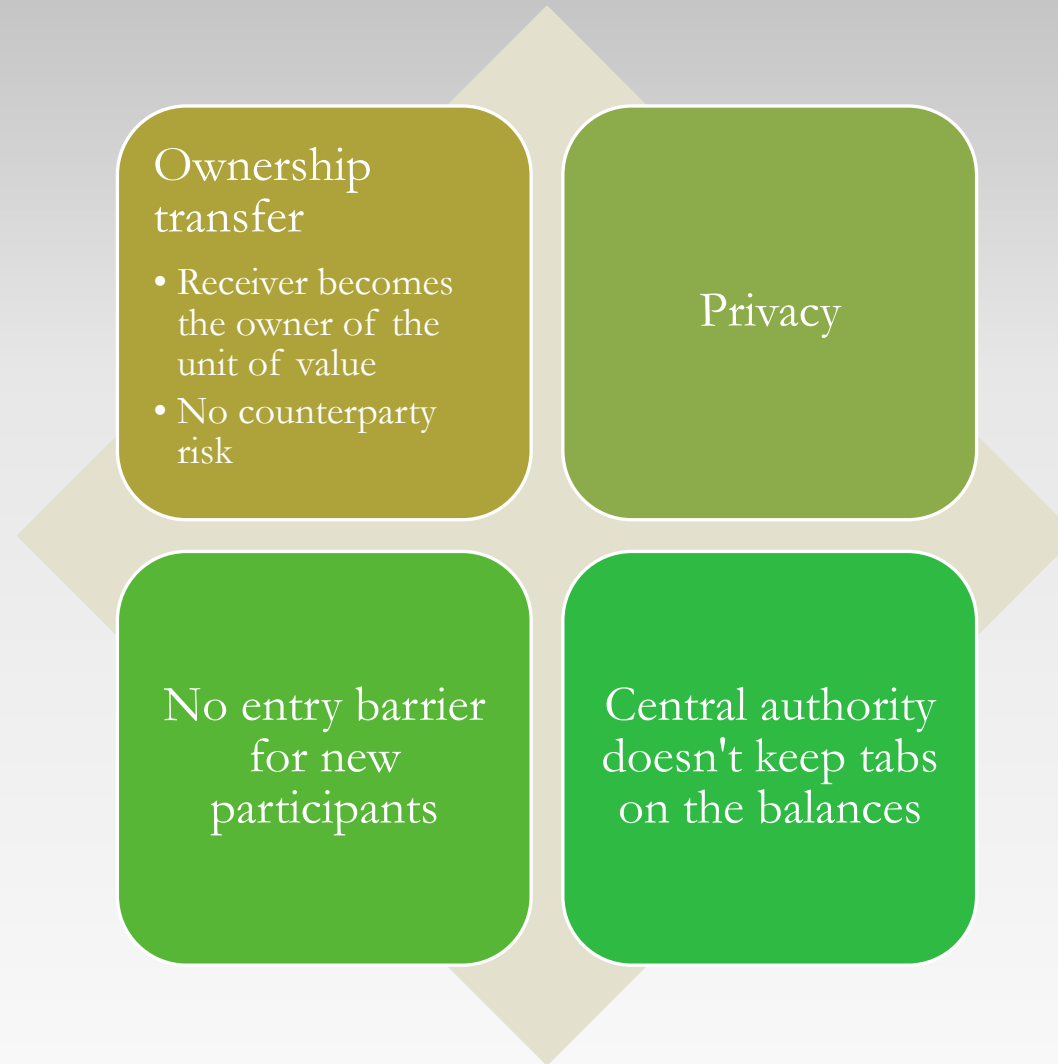 Ownership
transfer
• Receiver becomes
the owner of the
unit of value
• No counterparty
risk
Privacy
No entry barrier
for new
participants
Central authority
doesn't keep tabs
on the balances